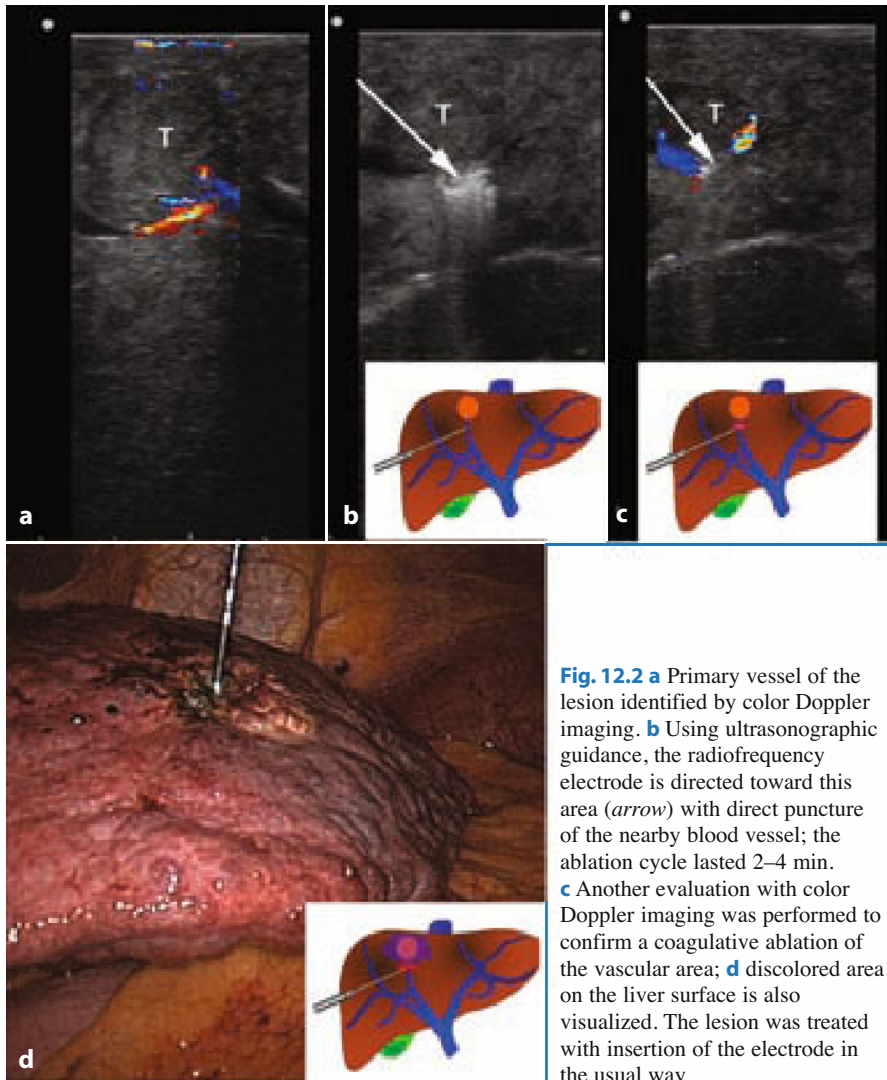 T
T
T
a
b
c
d
Fig. 12.2 a Primary vessel of the
lesion identified by color Doppler
imaging. b Using ultrasonographic
guidance, the radiofrequency
electrode is directed toward this
area (arrow) with direct puncture
of the nearby blood vessel; the
ablation cycle lasted 2–4 min.
c Another evaluation with color
Doppler imaging was performed to
confirm a coagulative ablation of
the vascular area; d discolored area
on the liver surface is also
visualized. The lesion was treated
with insertion of the electrode in
the usual way